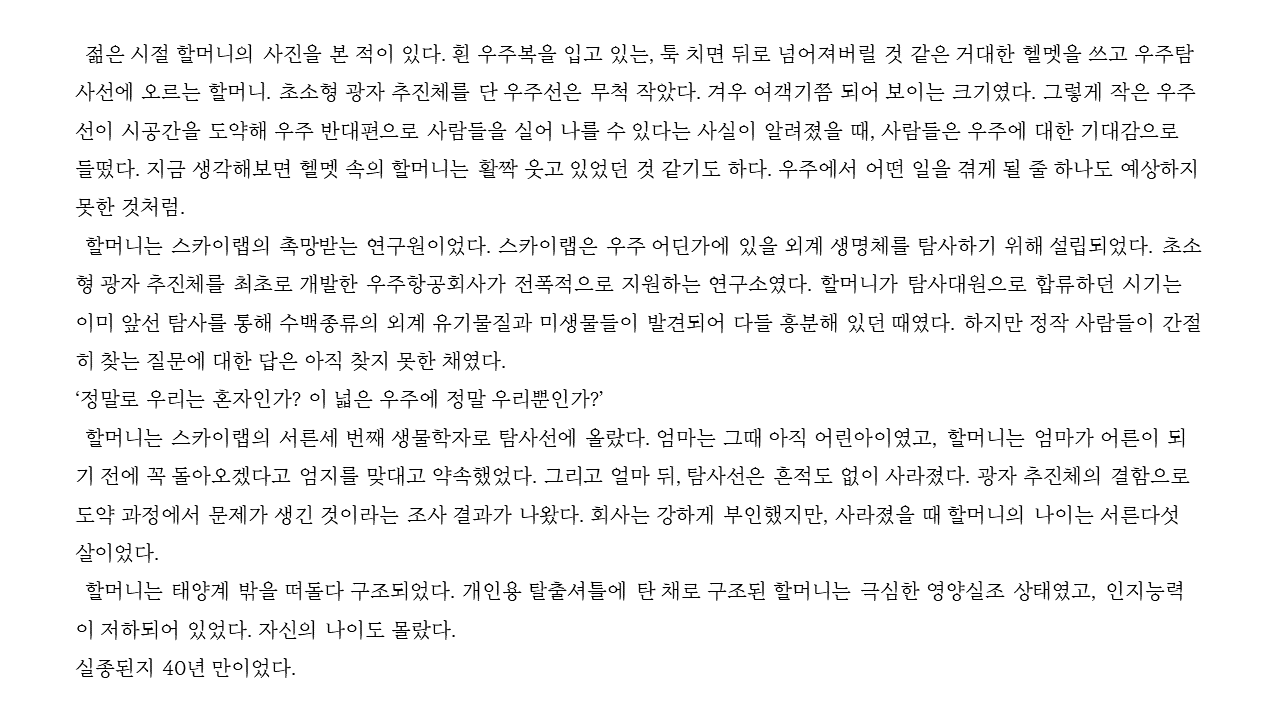 젊은 시절 할머니의 사진을 본 적이 있다. 흰 우주복을 입고 있는, 툭 치면 뒤로 넘어져버릴 것 같은 거대한 헬멧을 쓰고 우주탐
사선에 오르는 할머니. 초소형 광자 추진체를 단 우주선은 무척 작았다. 겨우 여객기쯤 되어 보이는 크기였다. 그렇게 작은 우주
선이 시공간을 도약해 우주 반대편으로 사람들을 실어 나를 수 있다는 사실이 알려졌을 때, 사람들은 우주에 대한 기대감으로
들떴다. 지금 생각해보면 헬멧 속의 할머니는 활짝 웃고 있었던 것 같기도 하다. 우주에서 어떤 일을 겪게 될 줄 하나도 예상하지
못한 것처럼.
할머니는 스카이랩의 촉망받는 연구원이었다. 스카이랩은 우주 어딘가에 있을 외계 생명체를 탐사하기 위해 설립되었다. 초소
형 광자 추진체를 최초로 개발한 우주항공회사가 전폭적으로 지원하는 연구소였다. 할머니가 탐사대원으로 합류하던 시기는
이미 앞선 탐사를 통해 수백종류의 외계 유기물질과 미생물들이 발견되어 다들 흥분해 있던 때였다. 하지만 정작 사람들이 간절
히 찾는 질문에 대한 답은 아직 찾지 못한 채였다.
‘정말로 우리는 혼자인가? 이 넓은 우주에 정말 우리뿐인가?’
할머니는 스카이랩의 서른세 번째 생물학자로 탐사선에 올랐다. 엄마는 그때 아직 어린아이였고, 할머니는 엄마가 어른이 되
기 전에 꼭 돌아오겠다고 엄지를 맞대고 약속했었다. 그리고 얼마 뒤, 탐사선은 흔적도 없이 사라졌다. 광자 추진체의 결함으로
도약 과정에서 문제가 생긴 것이라는 조사 결과가 나왔다. 회사는 강하게 부인했지만, 사라졌을 때 할머니의 나이는 서른다섯
살이었다.
할머니는 태양계 밖을 떠돌다 구조되었다. 개인용 탈출셔틀에 탄 채로 구조된 할머니는 극심한 영양실조 상태였고, 인지능력
이 저하되어 있었다. 자신의 나이도 몰랐다.
실종된지 40년 만이었다.